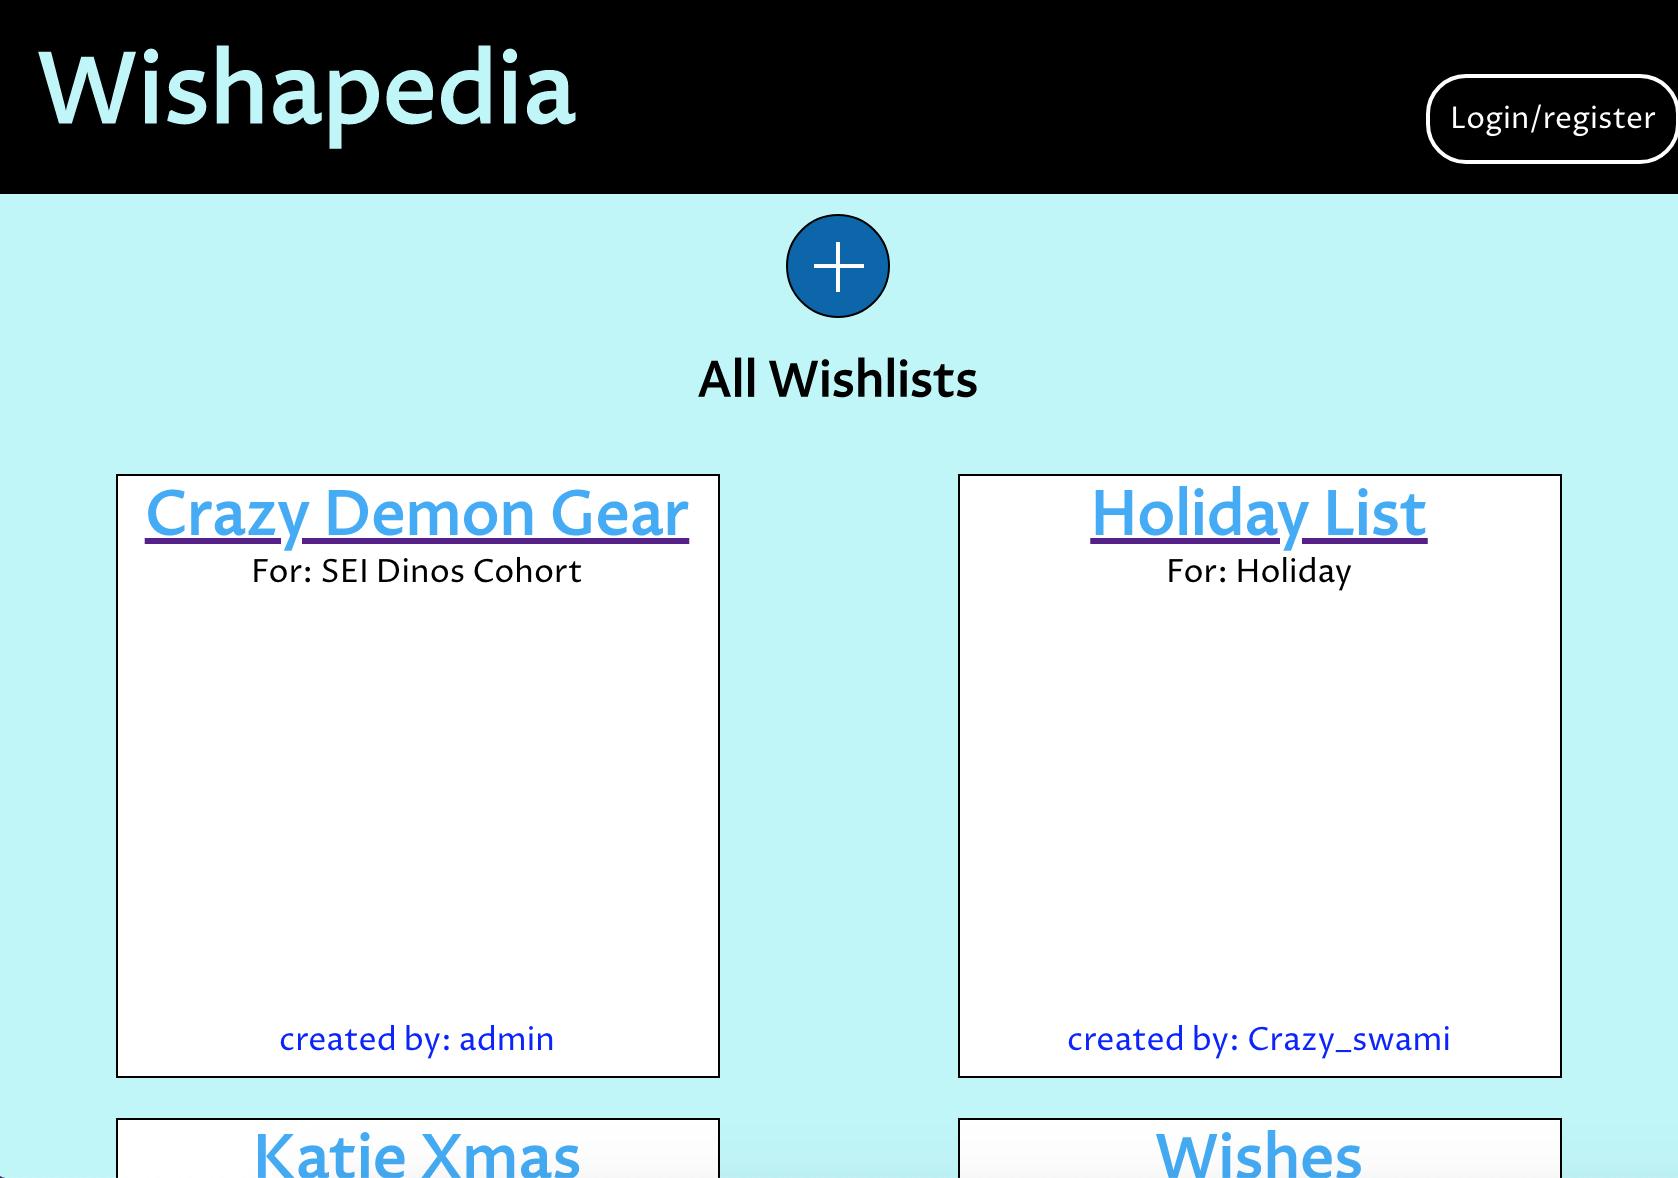 Wishapedia
Login/register
All Wishlists
Crazy Demon Gear
For: SEI Dinos Cohort
created by: admin
Holiday List
For: Holiday
created by: Crazy_swami
Katie Xmas
Wishes